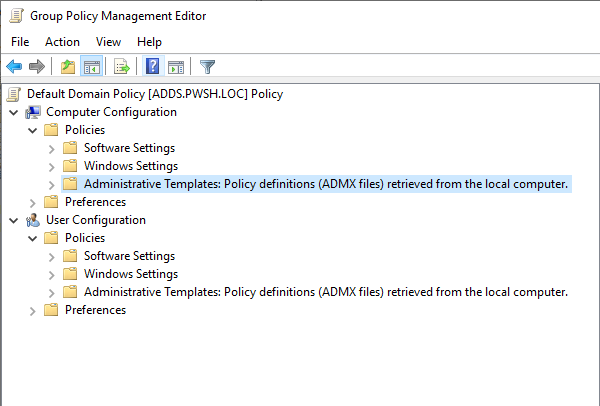 Group Policy Management Editor
File Action View Help
Default Domain Policy [ADDS.PWSH.LOC] Policy
Computer Configuration
Policies
Software Settings
Windows Settings
Administrative Templates: Policy definitions (ADMX files) retrieved from the local computer.
Preferences
User Configuration
Policies
Software Settings
Windows Settings
Administrative Templates: Policy definitions (ADMX files) retrieved from the local computer.
Preferences